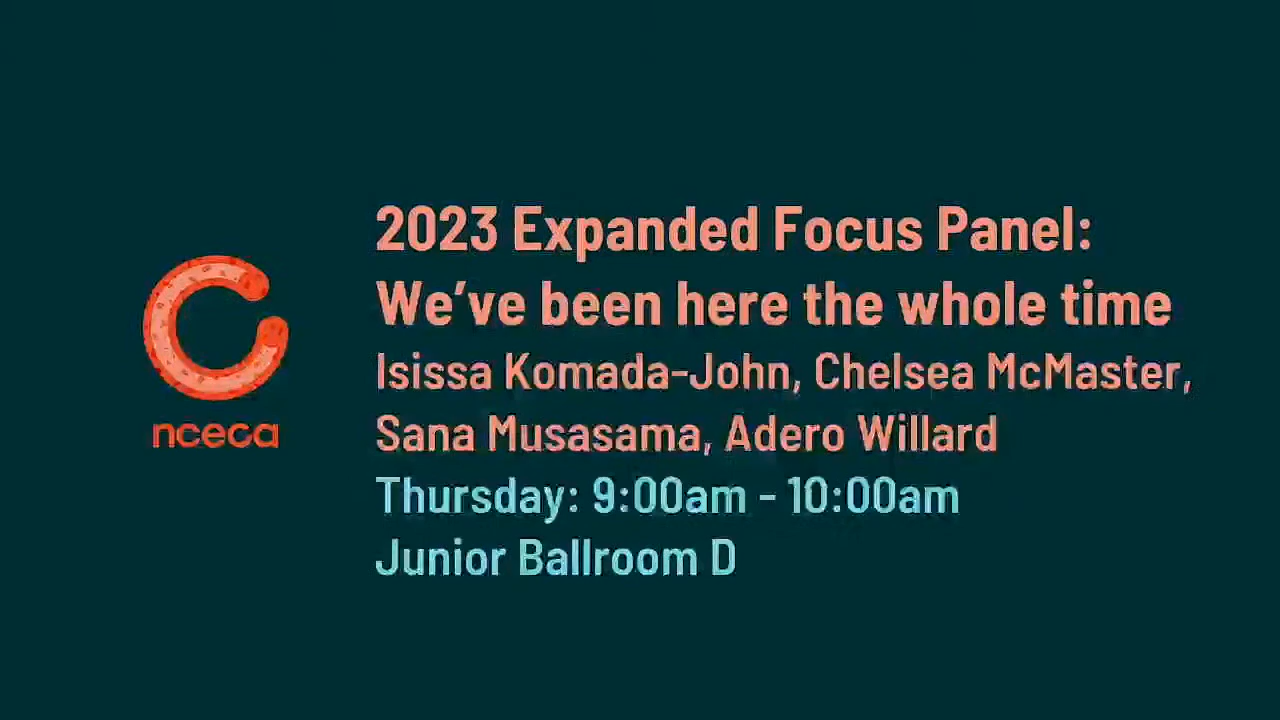 2023 Expanded Focus Panel:
We've been here the whole time
Isissa Komada-John, Chelsea McMaster,
Sana Musasama, Adero Willard
Thursday: 9:00am - 10:00am
Junior Ballroom D
nceca